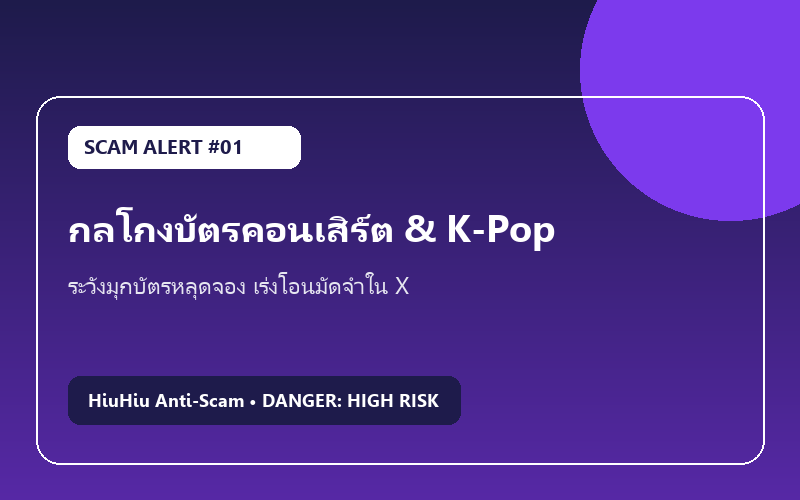 SCAM ALERT #01
กลโกงบัตรคอนเสิร์ต & K-Pop
ระวังมุกบัตรหลุดจอง เร่งโอนมัดจำใน X
HiuHiu Anti-Scam • DANGER: HIGH RISK